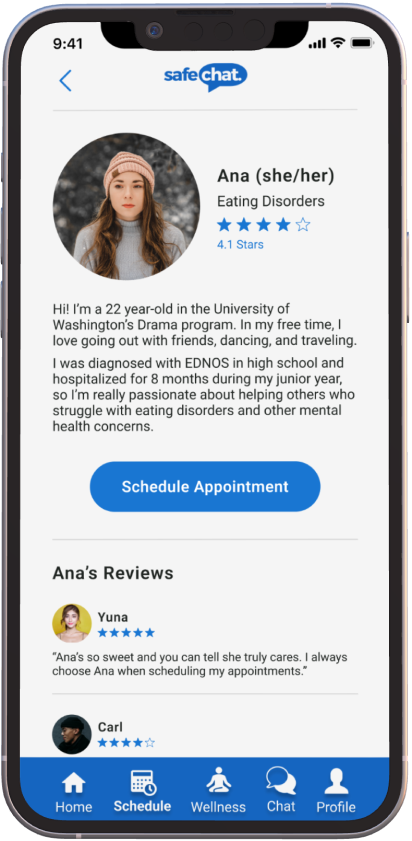 9:41
safechat.
Ana (she/her)
Eating Disorders
4.1 Stars
Hi! I'm a 22 year-old in the University of
Washington's Drama program. In my free time, I
love going out with friends, dancing, and traveling.
I was diagnosed with EDNOS in high school and
hospitalized for 8 months during my junior year,
so I'm really passionate about helping others who
struggle with eating disorders and other mental
health concerns.
Schedule Appointment
Ana's Reviews
Yuna
“Ana's so sweet and you can tell she truly cares. I always
choose Ana when scheduling my appointments.”
Carl
Home Schedule Wellness Chat Profile